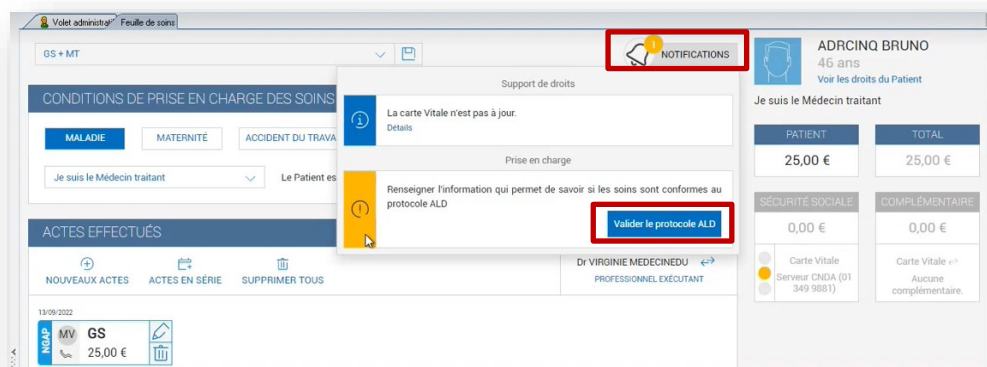 Volet administratif Feuille de soins
GS + MT
1
NOTIFICATIONS
ADRCINQ BRUNO
46 ans
Voir les droits du Patient
Je suis le Médecin traitant
Support de droits
La carte Vitale n'est pas à jour.
Détails
Prise en charge
Renseigner l'information qui permet de savoir si les soins sont conformes au
protocole ALD
Valider le protocole ALD
CONDITIONS DE PRISE EN CHARGE DES SOINS
MALADIE MATERNITÉ ACCIDENT DU TRAVA
Je suis le Médecin traitant Le Patient es
PATIENT TOTAL
25,00 € 25,00 €
SÉCURITÉ SOCIALE COMPLÉMENTAIRE
0,00 € 0,00 €
Carte Vitale
Serveur CNDA (01
349 9881)
Carte Vitale
Aucune
complémentaire.
ACTES EFFECTUÉS
NOUVEAUX ACTES ACTES EN SÉRIE SUPPRIMER TOUS
Dr VIRGINIE MEDECINEDU
PROFESSIONNEL EXÉCUTANT
13/09/2022
NGAP
MV GS
25,00 €